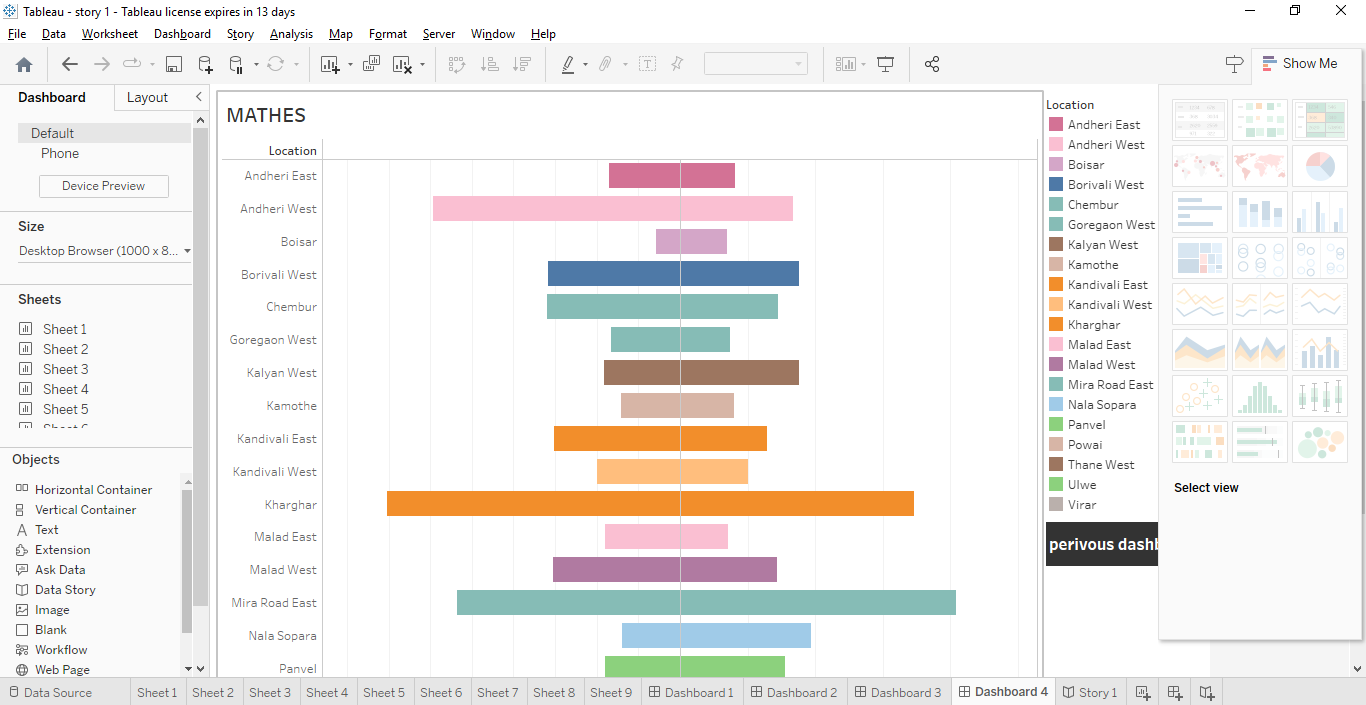 Tableau - story 1 - Tableau license expires in 13 days
File Data Worksheet Dashboard Story Analysis Map Format Server Window Help
Show Me
Dashboard Layout
Default
Phone
Device Preview
Size
Desktop Browser (1000 x 8...
Sheets
Sheet 1
Sheet 2
Sheet 3
Sheet 4
Sheet 5
Objects
Horizontal Container
Vertical Container
Text
Extension
Ask Data
Data Story
Image
Blank
Workflow
Web Page
MATHES
Location
Andheri East
Andheri West
Boisar
Borivali West
Chembur
Goregaon West
Kalyan West
Kamothe
Kandivali East
Kandivali West
Kharghar
Malad East
Malad West
Mira Road East
Nala Sopara
Panvel
Location
Andheri East
Andheri West
Boisar
Borivali West
Chembur
Goregaon West
Kalyan West
Kamothe
Kandivali East
Kandivali West
Kharghar
Malad East
Malad West
Mira Road East
Nala Sopara
Panvel
Powai
Thane West
Ulwe
Virar
perivous dashb
Select view
Data Source Sheet 1 Sheet 2 Sheet 3 Sheet 4 Sheet 5 Sheet 6 Sheet 7 Sheet 8 Sheet 9 Dashboard 1 Dashboard 2 Dashboard 3 Dashboard 4 Story 1